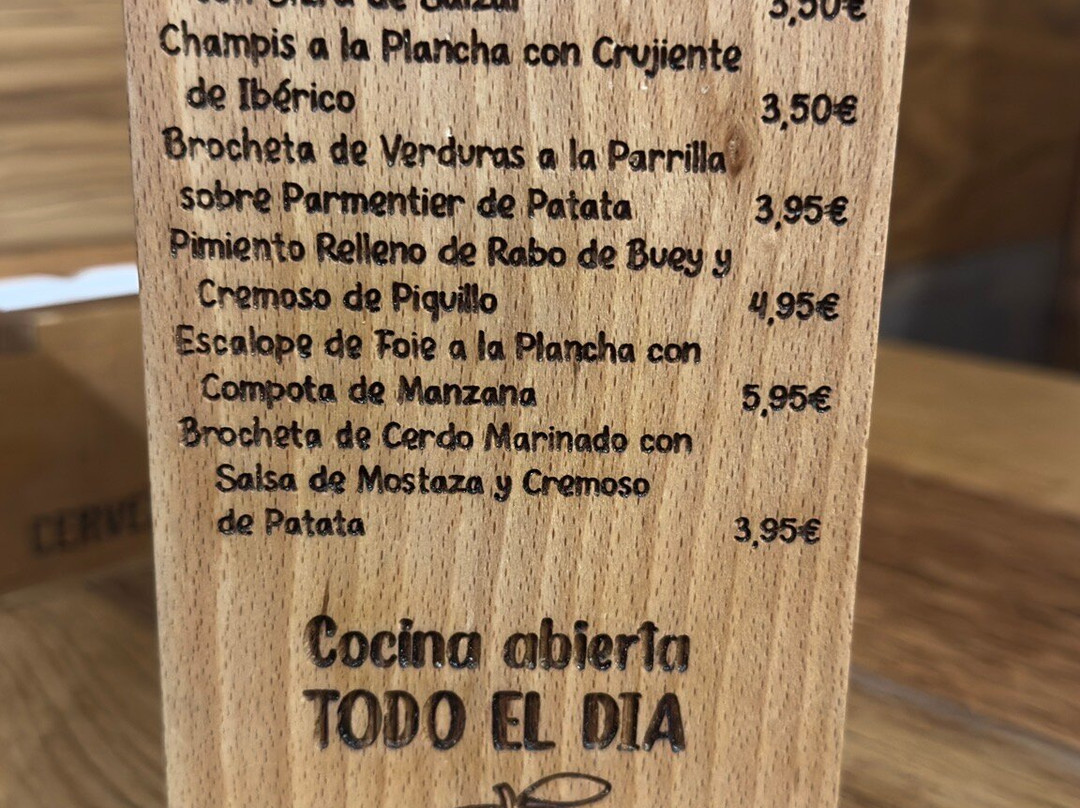 de 3,50€
Champis a la Plancha con Crujiente
de Ibérico 3,50€
Brocheta de Verduras a la Parrilla
sobre Parmentier de Patata 3,95€
Pimiento Relleno de Rabo de Buey y
Cremoso de Piquillo 4,95€
Escalope de Foie a la Plancha con
Compota de Manzana 5,95€
Brocheta de Cerdo Marinado con
Salsa de Mostaza y Cremoso
de Patata 3,95€
Cocina abierta
TODO EL DIA